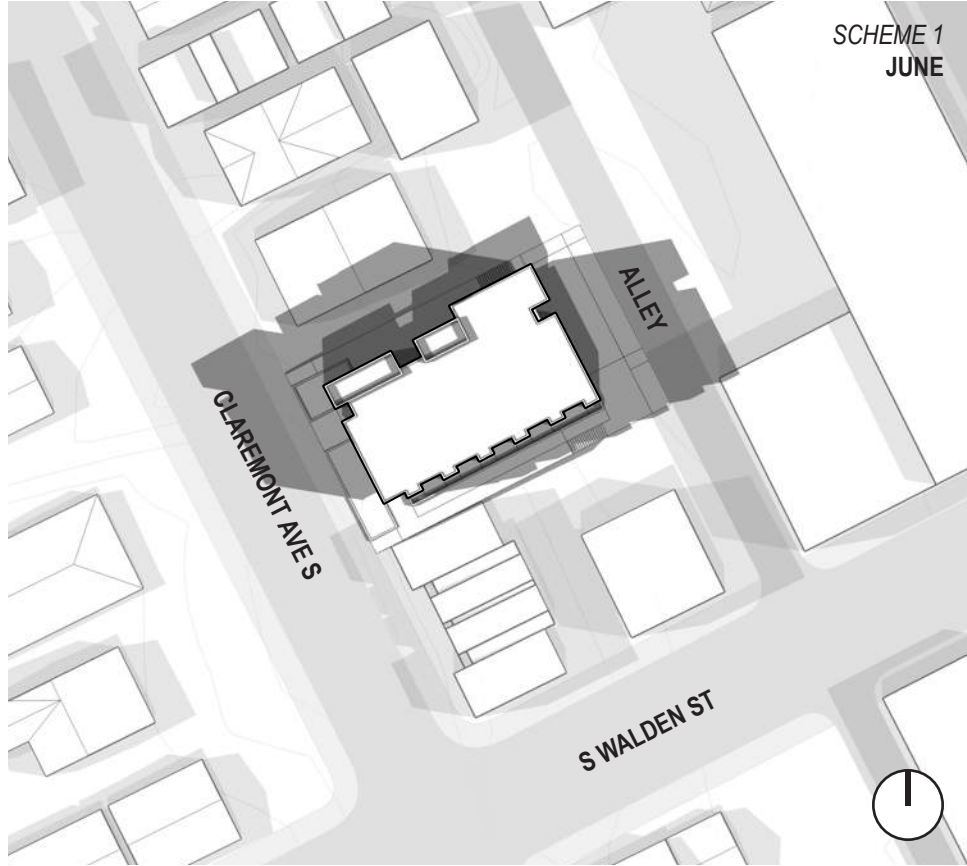 SCHEME 1
JUNE
ALLEY
CLAREMONT AVE S
S WALDEN ST